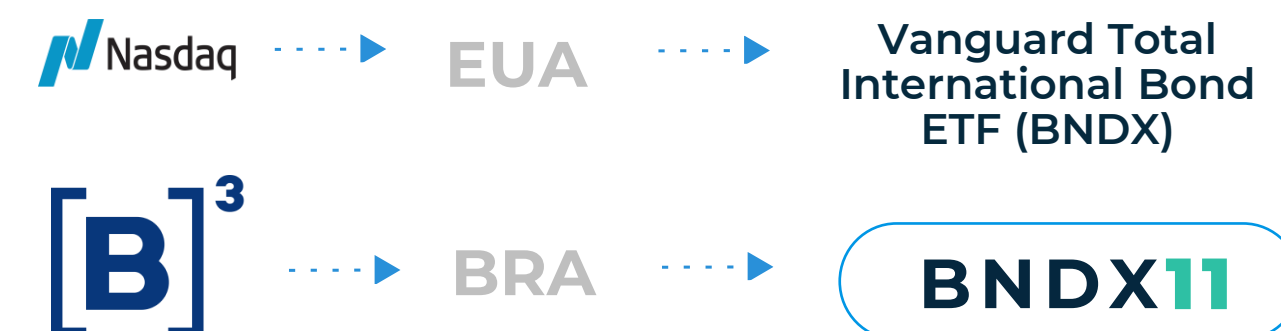 Nasdaq EUA Vanguard Total
International Bond
ETF (BNDX)
[B]³ BRA BNDX11